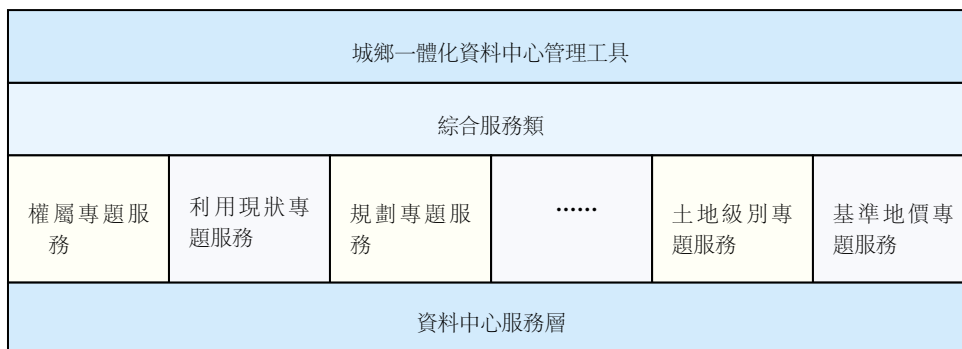 城鄉一體化資料中心管理工具
綜合服務類
權屬專題服
務
利用現狀專
題服務
規劃專題服
務
······
土地級別專
題服務
基準地價專
題服務
資料中心服務層